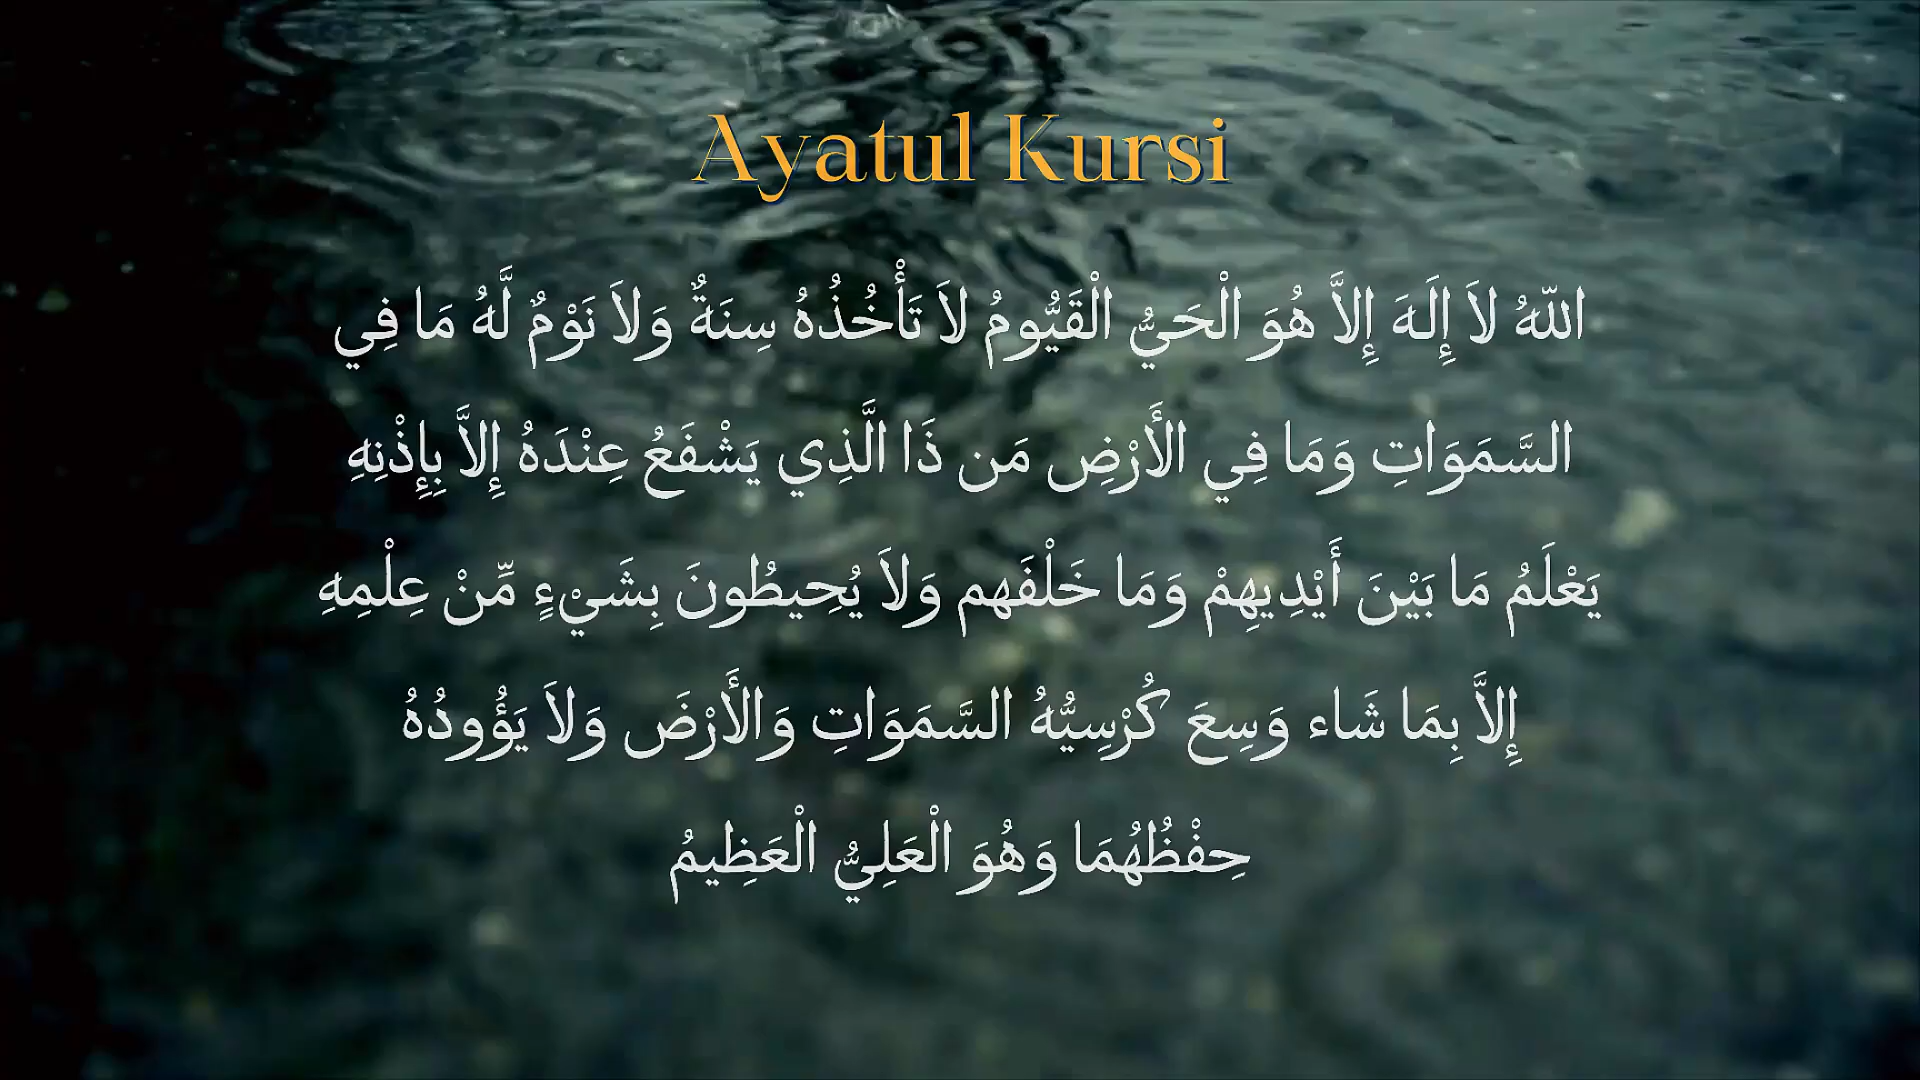 Ayatul Kursi
اللّهُ لاَ إِلَهَ إِلاَّ هُوَ الْحَيُّ الْقَيُّومُ لاَ تَأْخُذُهُ سِنَةٌ وَلاَ نَوْمٌ لَّهُ مَا فِي
السَّمَوَاتِ وَمَا فِي الأَرْضِ مَن ذَا الَّذِي يَشْفَعُ عِنْدَهُ إِلاَّ بِإِذْنِهِ
يَعْلَمُ مَا بَيْنَ أَيْدِيهِمْ وَمَا خَلْفَهم وَلاَ يُحِيطُونَ بِشَيْءٍ مِّنْ عِلْمِهِ
إِلاَّ بِمَا شَاء وَسِعَ كُرْسِيُّهُ السَّمَوَاتِ وَالأَرْضَ وَلاَ يَؤُودُهُ
حِفْظُهُمَا وَهُوَ الْعَلِيُّ الْعَظِيمُ